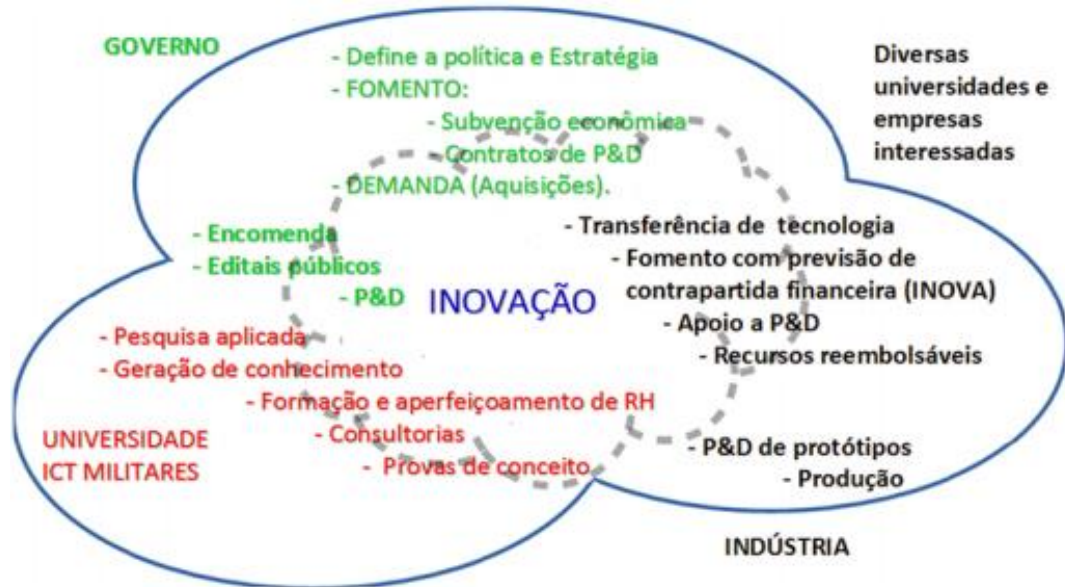 GOVERNO
- Define a política e Estratégia
- FOMENTO:
- Subvenção econômica
- Contratos de P&D
- DEMANDA (Aquisições).
- Encomenda
- Editais públicos
- P&D
Diversas
universidades e
empresas
interessadas
INOVAÇÃO
- Transferência de tecnologia
- Fomento com previsão de
contrapartida financeira (INOVA)
- Apoio a P&D
- Recursos reembolsáveis
- Pesquisa aplicada
- Geração de conhecimento
- Formação e aperfeiçoamento de RH
- Consultorias
- Provas de conceito
UNIVERSIDADE
ICT MILITARES
- P&D de protótipos
- Produção
INDÚSTRIA